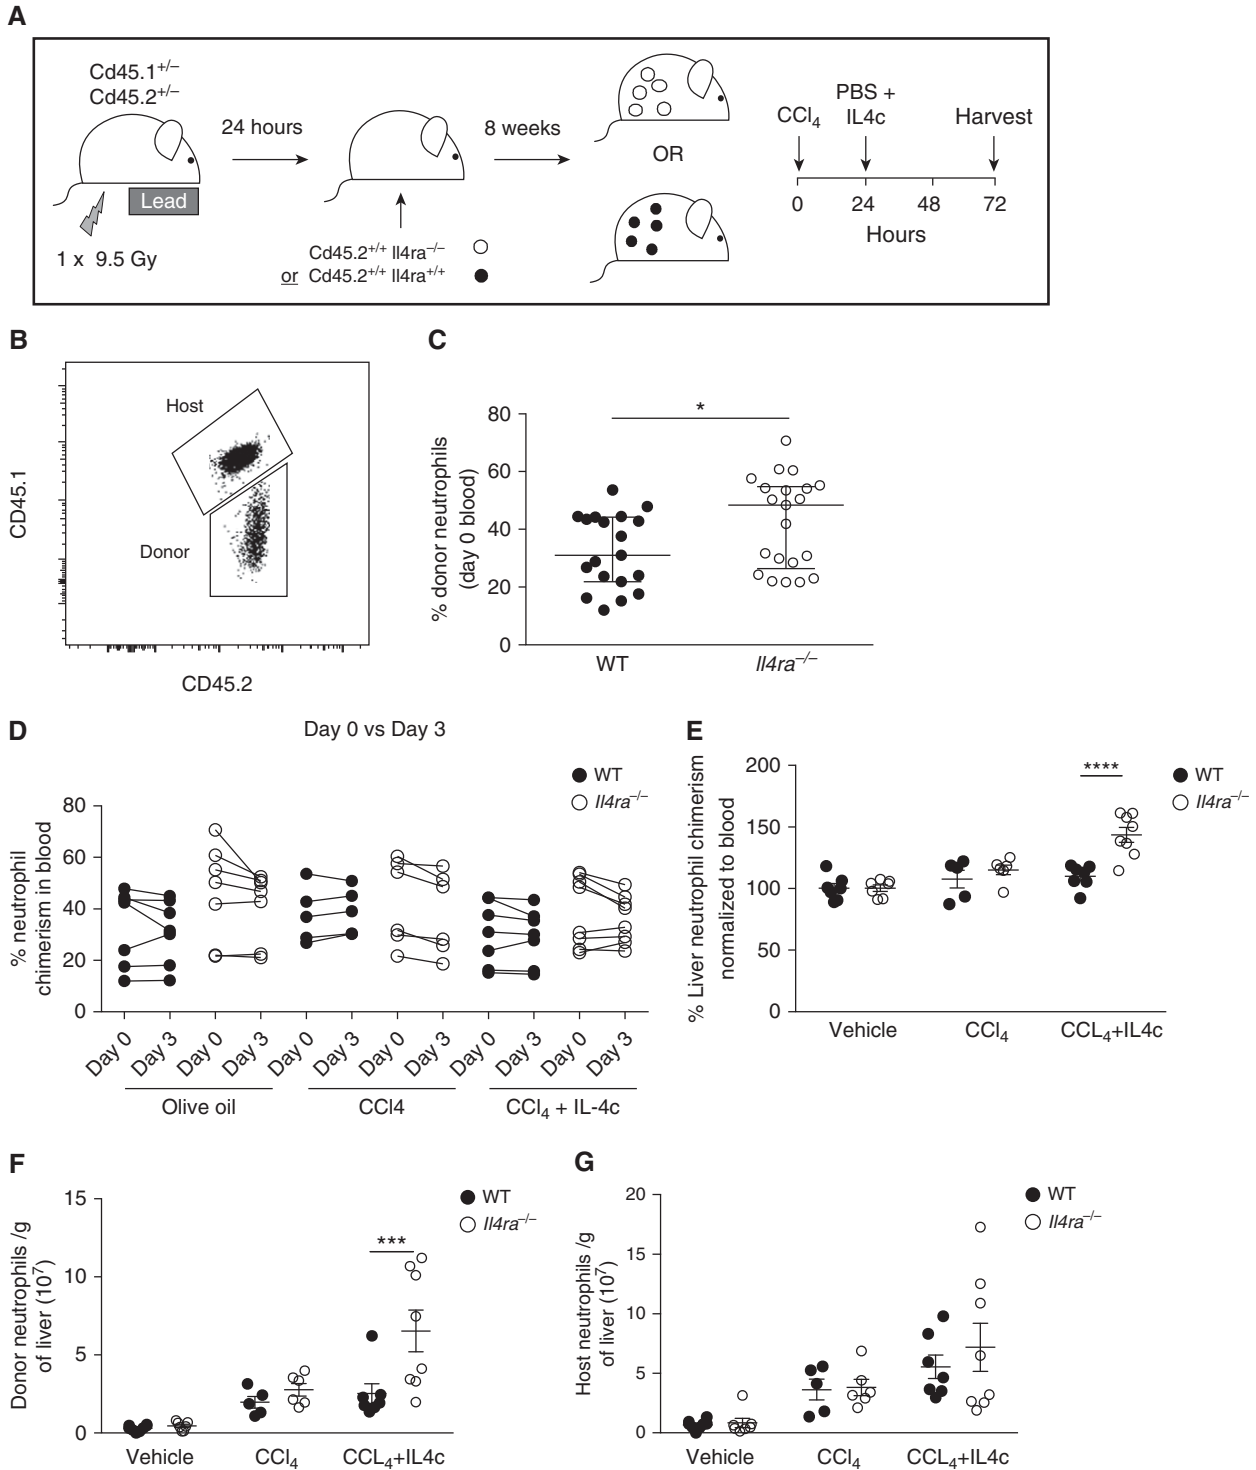 A
Cd45.1+/–
Cd45.2+/–
24 hours
8 weeks
Lead
1 x 9.5 Gy
Cd45.2+/+ Il4ra–/–
or Cd45.2+/+ Il4ra+/+
OR
PBS +
CCl4 IL4c Harvest
0 24 48 72
Hours
B
Host
Donor
CD45.1
CD45.2
C
% donor neutrophils
(day 0 blood)
80
60
40
20
0
*
WT Il4ra–/–
D
Day 0 vs Day 3
WT
Il4ra–/–
% neutrophil
chimerism in blood
80
60
40
20
0
Day 0 Day 3 Day 0 Day 3 Day 0 Day 3 Day 0 Day 3 Day 0 Day 3 Day 0 Day 3
Olive oil CCl4 CCl4 + IL-4c
E
% Liver neutrophil chimerism
normalized to blood
200
150
100
50
0
****
WT
Il4ra–/–
Vehicle CCl4 CCL4+IL4c
F
Donor neutrophils /g
of liver (107)
15
10
5
0
***
WT
Il4ra–/–
Vehicle CCl4 CCL4+IL4c
G
Host neutrophils /g
of liver (107)
20
15
10
5
0
WT
Il4ra–/–
Vehicle CCl4 CCL4+IL4c